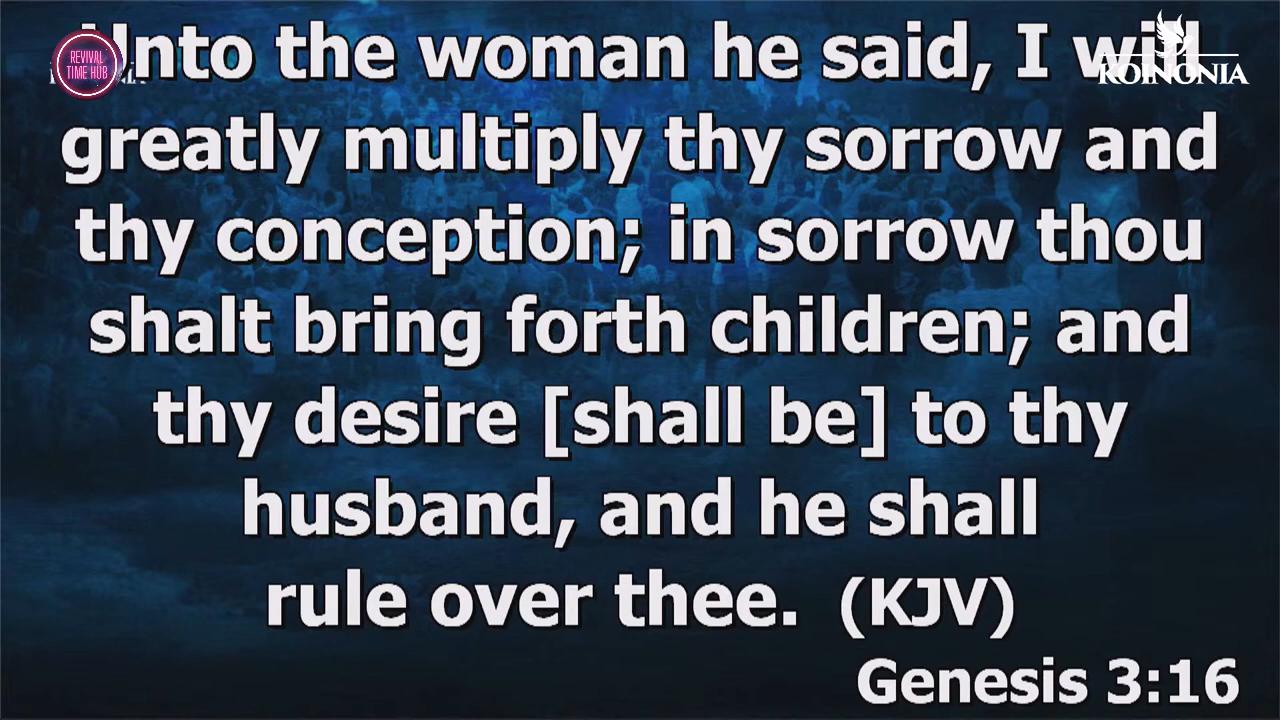 Unto the woman he said, I will
greatly multiply thy sorrow and
thy conception; in sorrow thou
shalt bring forth children; and
thy desire [shall be] to thy
husband, and he shall
rule over thee. (KJV)
Genesis 3:16
REVIVAL
TIME HUB
KOINONIA